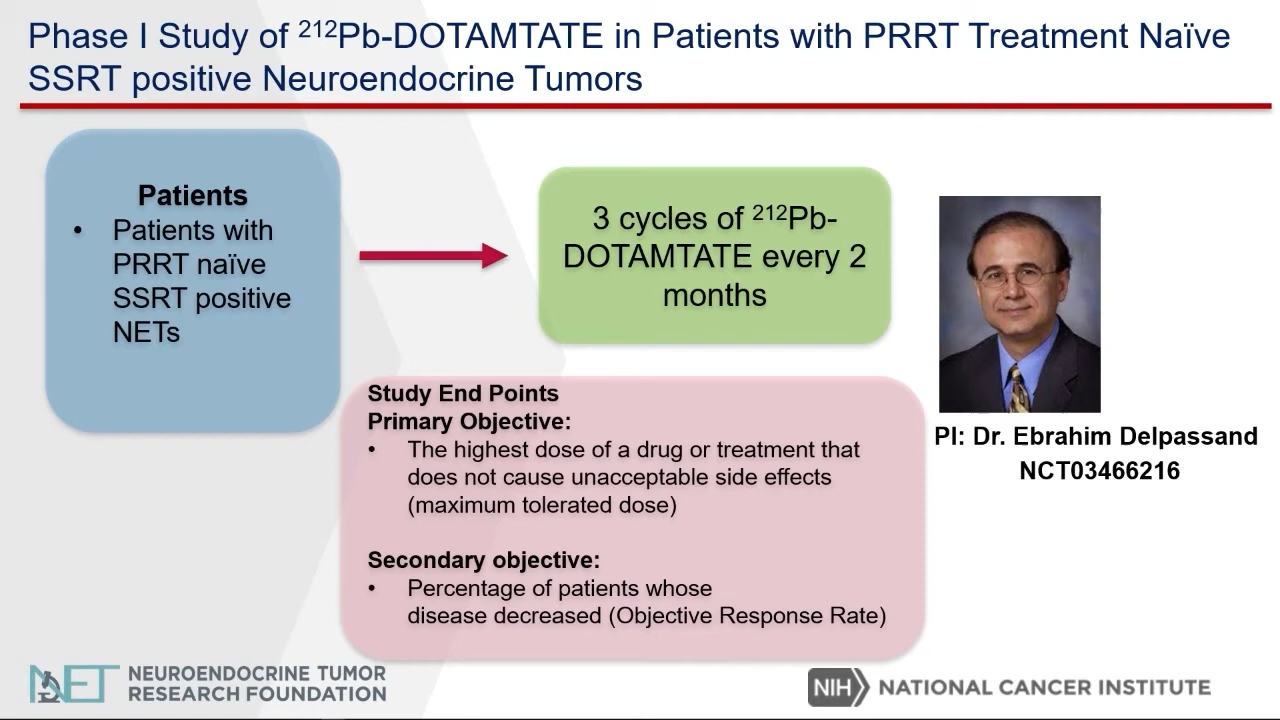 Phase I Study of ²¹²Pb-DOTAMTATE in Patients with PRRT Treatment Naïve
SSRT positive Neuroendocrine Tumors
Patients
• Patients with
PRRT naïve
SSRT positive
NETs
3 cycles of ²¹²Pb-
DOTAMTATE every 2
months
Study End Points
Primary Objective:
• The highest dose of a drug or treatment that
does not cause unacceptable side effects
(maximum tolerated dose)
Secondary objective:
• Percentage of patients whose
disease decreased (Objective Response Rate)
PI: Dr. Ebrahim Delpassand
NCT03466216
NET NEUROENDOCRINE TUMOR
RESEARCH FOUNDATION
NIH NATIONAL CANCER INSTITUTE